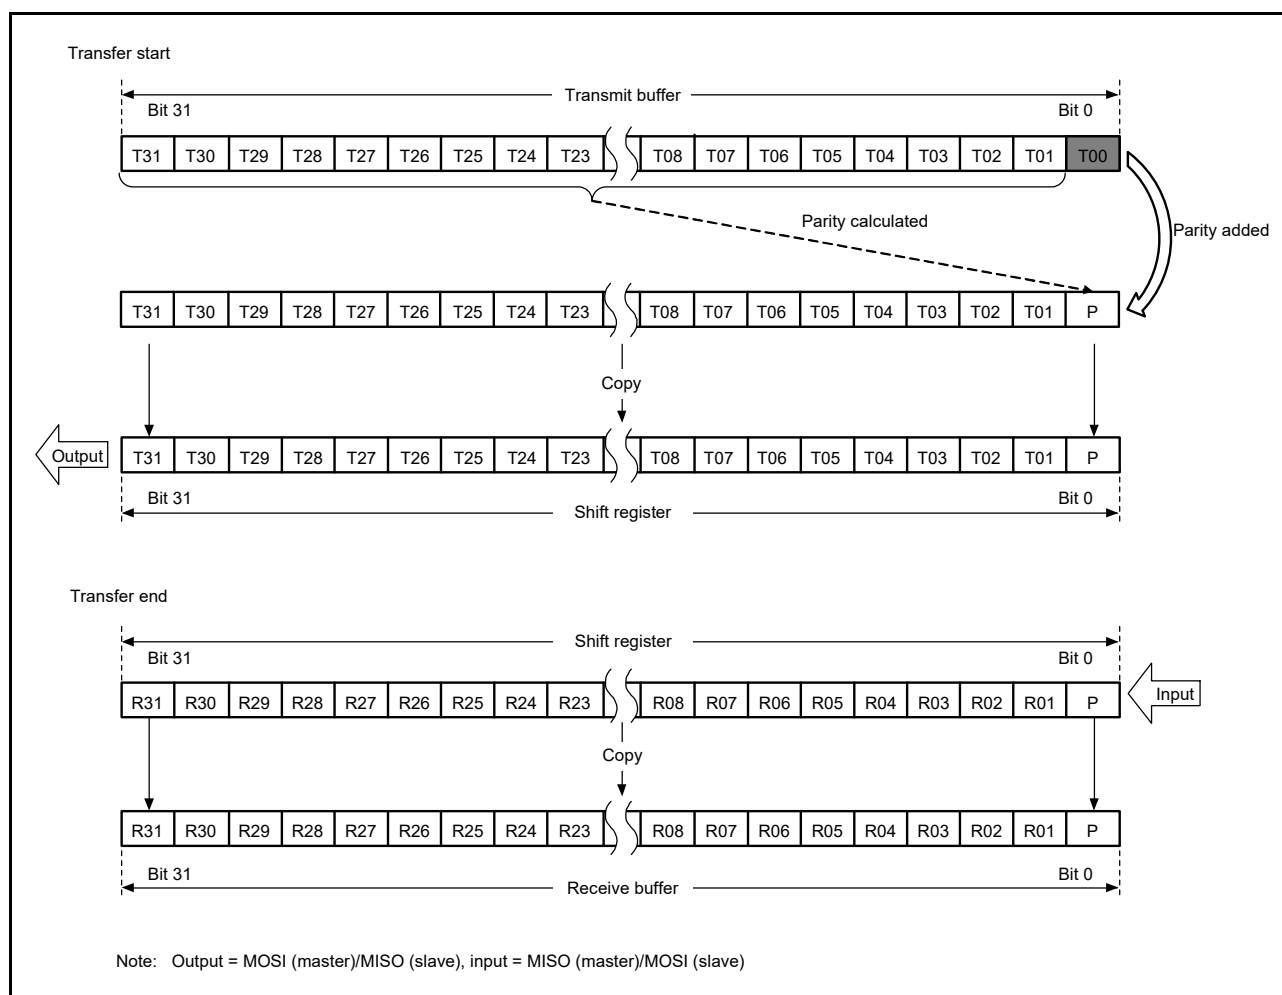 Transfer start
Transmit buffer
Bit 31 Bit 0
T31 T30 T29 T28 T27 T26 T25 T24 T23 T08 T07 T06 T05 T04 T03 T02 T01 T00
Parity calculated
Parity added
T31 T30 T29 T28 T27 T26 T25 T24 T23 T08 T07 T06 T05 T04 T03 T02 T01 P
Copy
Output
T31 T30 T29 T28 T27 T26 T25 T24 T23 T08 T07 T06 T05 T04 T03 T02 T01 P
Bit 31 Bit 0
Shift register
Transfer end
Shift register
Bit 31 Bit 0
R31 R30 R29 R28 R27 R26 R25 R24 R23 R08 R07 R06 R05 R04 R03 R02 R01 P
Input
Copy
R31 R30 R29 R28 R27 R26 R25 R24 R23 R08 R07 R06 R05 R04 R03 R02 R01 P
Bit 31 Bit 0
Receive buffer
Note: Output = MOSI (master)/MISO (slave), input = MISO (master)/MOSI (slave)